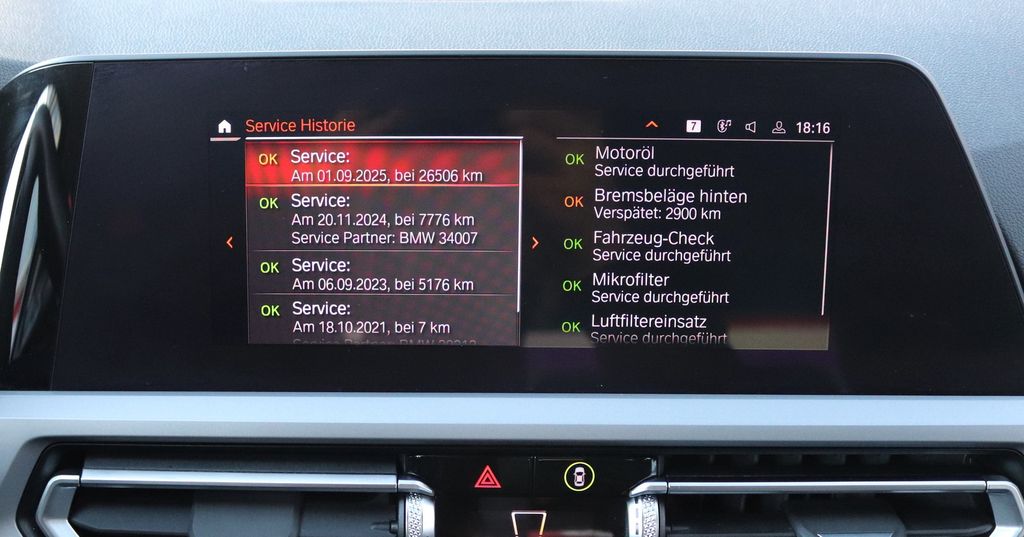 Service Historie
7
18:16
OK Service:
Am 01.09.2025, bei 26506 km
OK Service:
Am 20.11.2024, bei 7776 km
Service Partner: BMW 34007
OK Service:
Am 06.09.2023, bei 5176 km
OK Service:
Am 18.10.2021, bei 7 km
Service Partner: BMW
OK Motoröl
Service durchgeführt
OK Bremsbeläge hinten
Verspätet: 2900 km
OK Fahrzeug-Check
Service durchgeführt
OK Mikrofilter
Service durchgeführt
OK Luftfiltereinsatz
Service durchgeführt